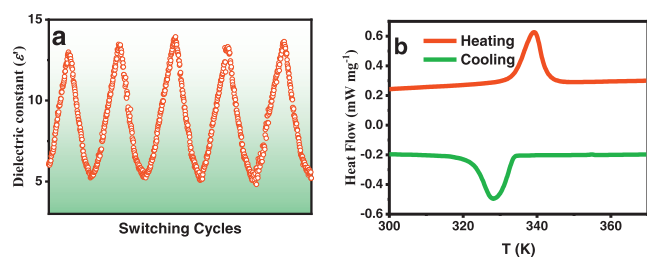 a
15
10
5
Dielectric constant (ε')
Switching Cycles
b
Heating
Cooling
0.6
0.4
0.2
0.0
-0.2
-0.4
-0.6
Heat Flow (mW mg⁻¹)
300
320
340
360
T (K)